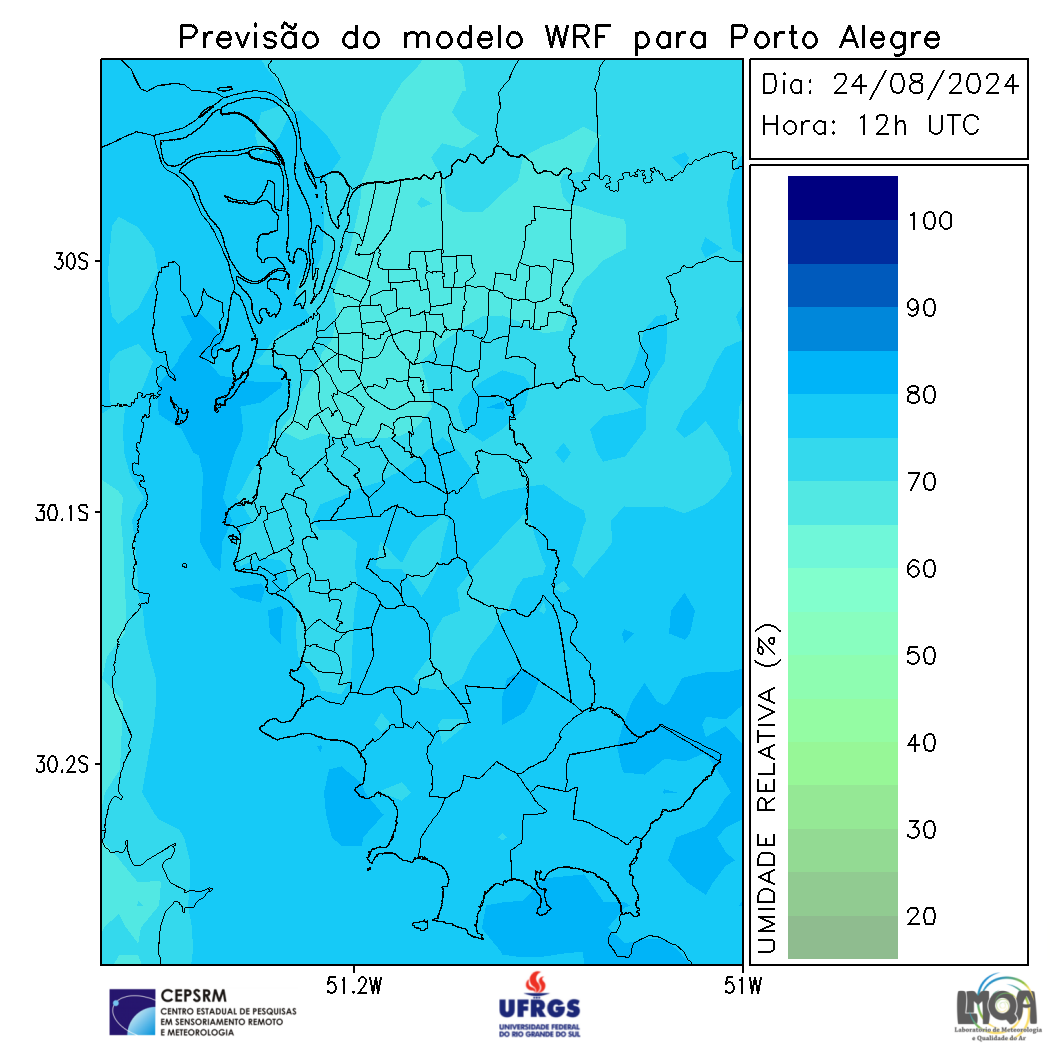 Previsão do modelo WRF para Porto Alegre
Dia: 24/08/2024
Hora: 12h UTC
30S
30.1S
30.2S
51.2W
51W
100
90
80
70
60
50
40
30
20
UMIDADE RELATIVA (%)
CEPSRM
CENTRO ESTADUAL DE PESQUISAS
EM SENSORIAMENTO REMOTO
E METEOROLOGIA
UFRGS
UNIVERSIDADE FEDERAL
DO RIO GRANDE DO SUL
LMQA
Laboratório de Meteorologia
e Qualidade do Ar